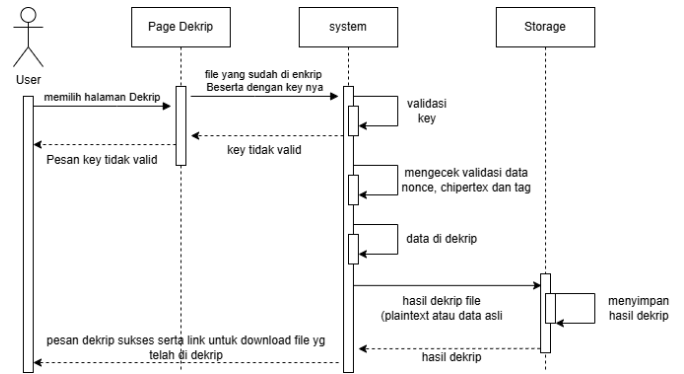 Page Dekrip
system
Storage
User
memilih halaman Dekrip
file yang sudah di enkrip
Beserta dengan key nya
validasi
key
key tidak valid
Pesan key tidak valid
mengecek validasi data
nonce, chipertex dan tag
data di dekrip
hasil dekrip file
(plaintext atau data asli
menyimpan
hasil dekrip
pesan dekrip sukses serta link untuk download file yg
telah di dekrip
hasil dekrip